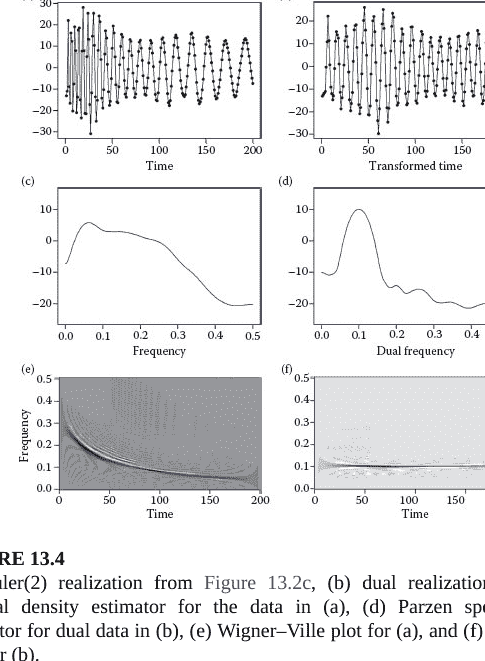 30
20
10
0
−10
−20
−30
0 50 100 150 200
Time
30
20
10
0
−10
−20
−30
0 50 100 150
Transformed time
(c)
10
0
−10
−20
0.0 0.1 0.2 0.3 0.4 0.5
Frequency
(d)
10
0
−10
−20
0.0 0.1 0.2 0.3 0.4
Dual frequency
(e)
Frequency
0.5
0.4
0.3
0.2
0.1
0.0
0 50 100 150 200
Time
(f)
0.5
0.4
0.3
0.2
0.1
0.0
0 50 100 150
Time
RE 13.4
ler(2) realization from Figure 13.2c, (b) dual realization
al density estimator for the data in (a), (d) Parzen spe
tor for dual data in (b), (e) Wigner–Ville plot for (a), and (f)
r (b).